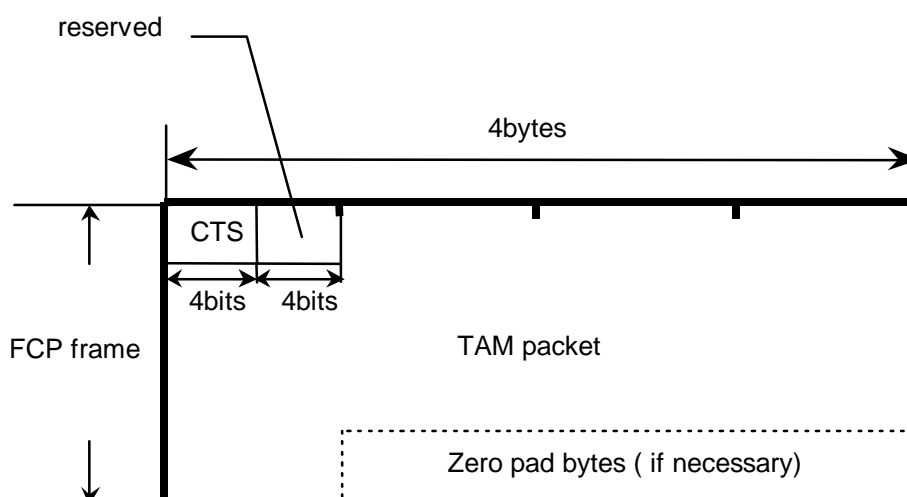 reserved
4bytes
CTS
4bits 4bits
FCP frame
TAM packet
Zero pad bytes ( if necessary)